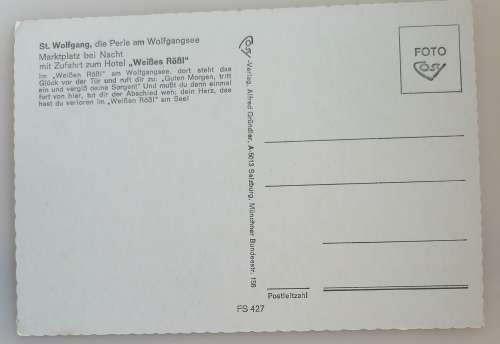 St. Wolfgang, die Perle am Wolfgangsee
Marktplatz bei Nacht
mit Zufahrt zum Hotel „Weißes Rößl"
Im „Weißen Rößl" am Wolfgangsee, dort steht das
Glück vor der Tür und ruft dir zu: „Guten Morgen, tritt
ein und vergiß deine Sorgen!" Und mußt du dann einmal
fort von hier, tut dir der Abschied weh; dein Herz, das
hast du verloren im „Weißen Rößl" am See!
Cosy-Verlag, Alfred Gründler, A-5013 Salzburg, Münchner Bundesstr. 156
FOTO
COSY
Postleitzahl
FS 427